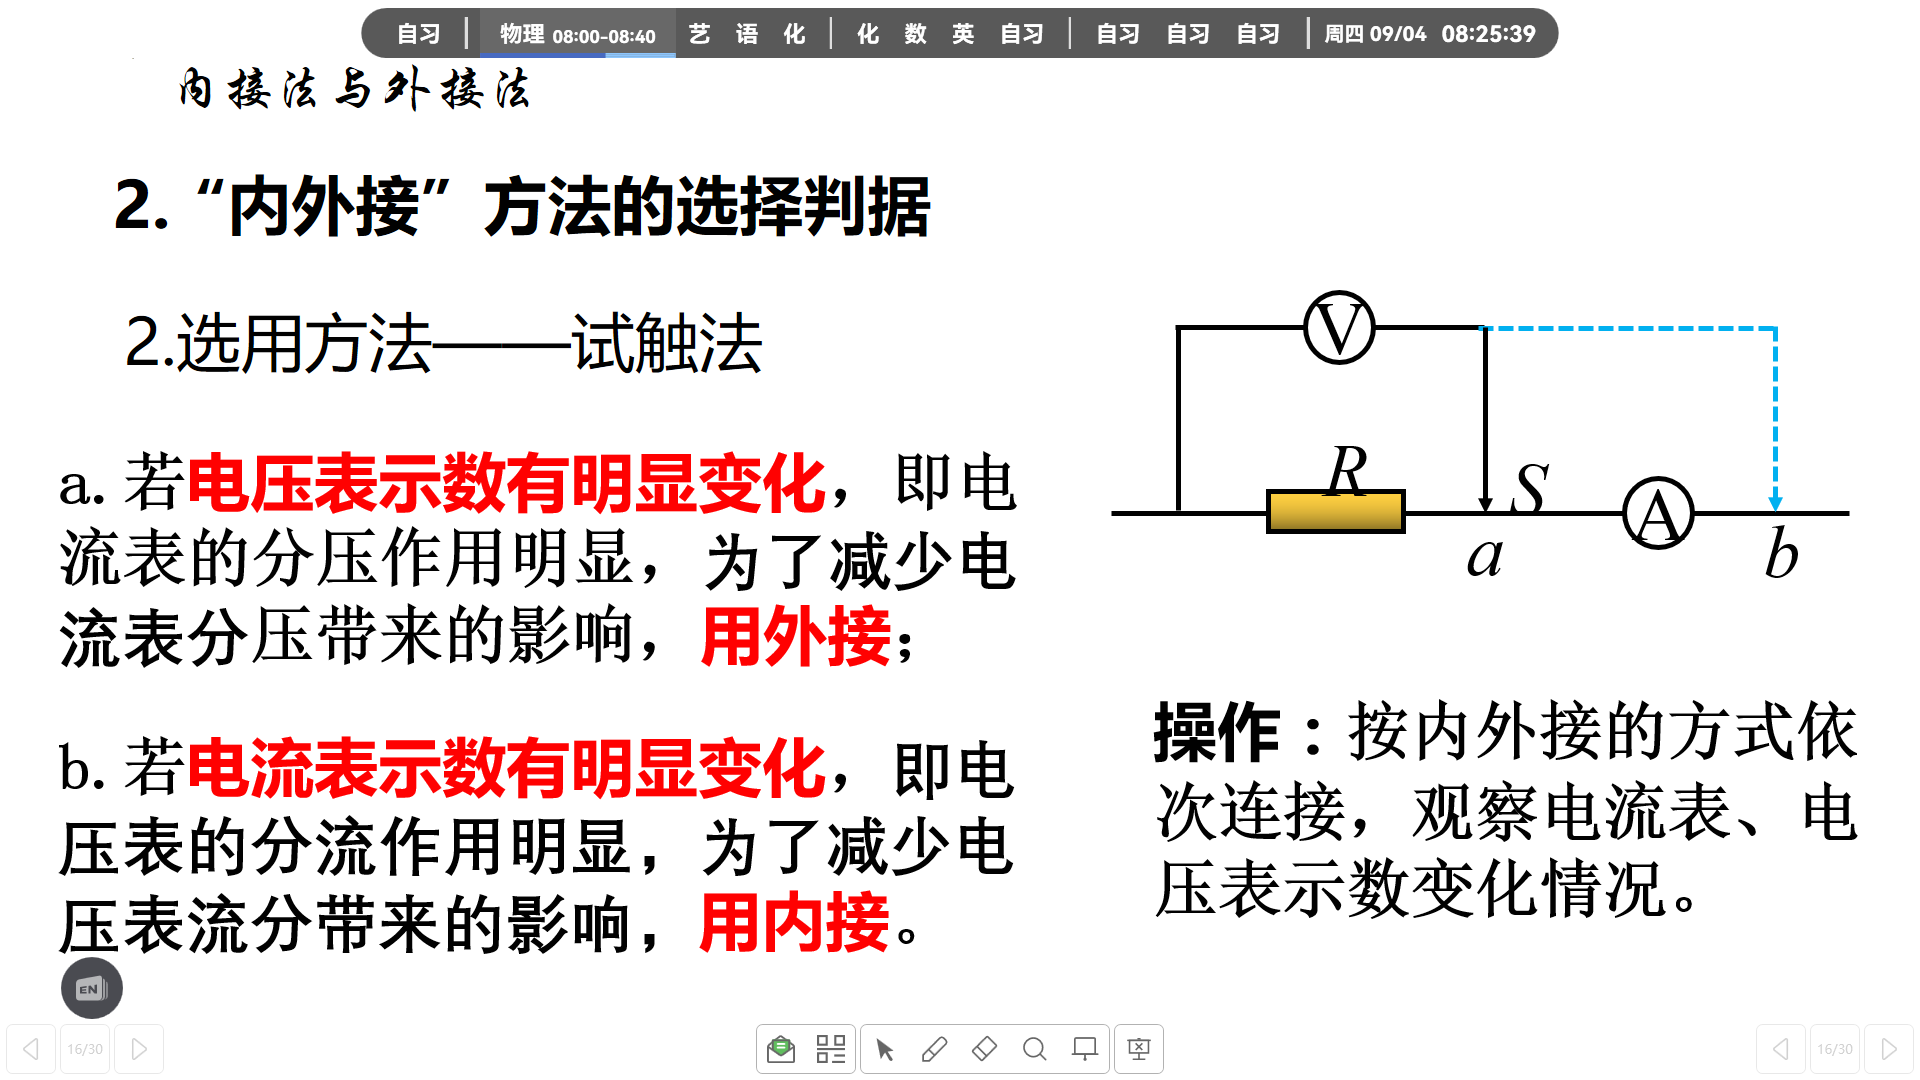 自习 | 物理 08:00-08:40 艺 语 化 | 化 数 英 自习 | 自习 自习 自习 | 周四 09/04 08:25:39
内接法与外接法
2. “内外接”方法的选择判据
2.选用方法——试触法
V
R
S
A
a
b
a. 若电压表示数有明显变化，即电
流表的分压作用明显，为了减少电
流表分压带来的影响，用外接；
b. 若电流表示数有明显变化，即电
压表的分流作用明显，为了减少电
压表流分带来的影响，用内接。
操作：按内外接的方式依
次连接，观察电流表、电
压表示数变化情况。
EN
16/30
16/30